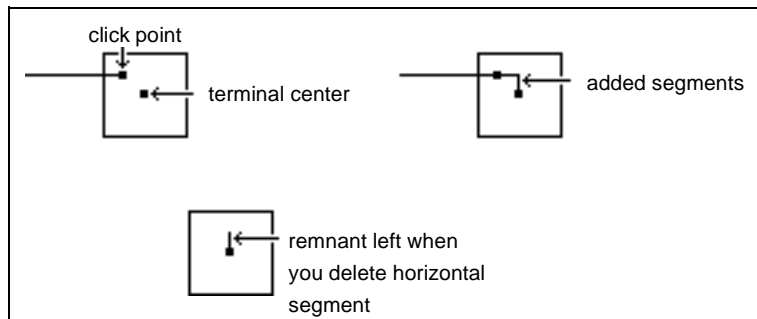 click point
terminal center
added segments
remnant left when
you delete horizontal
segment